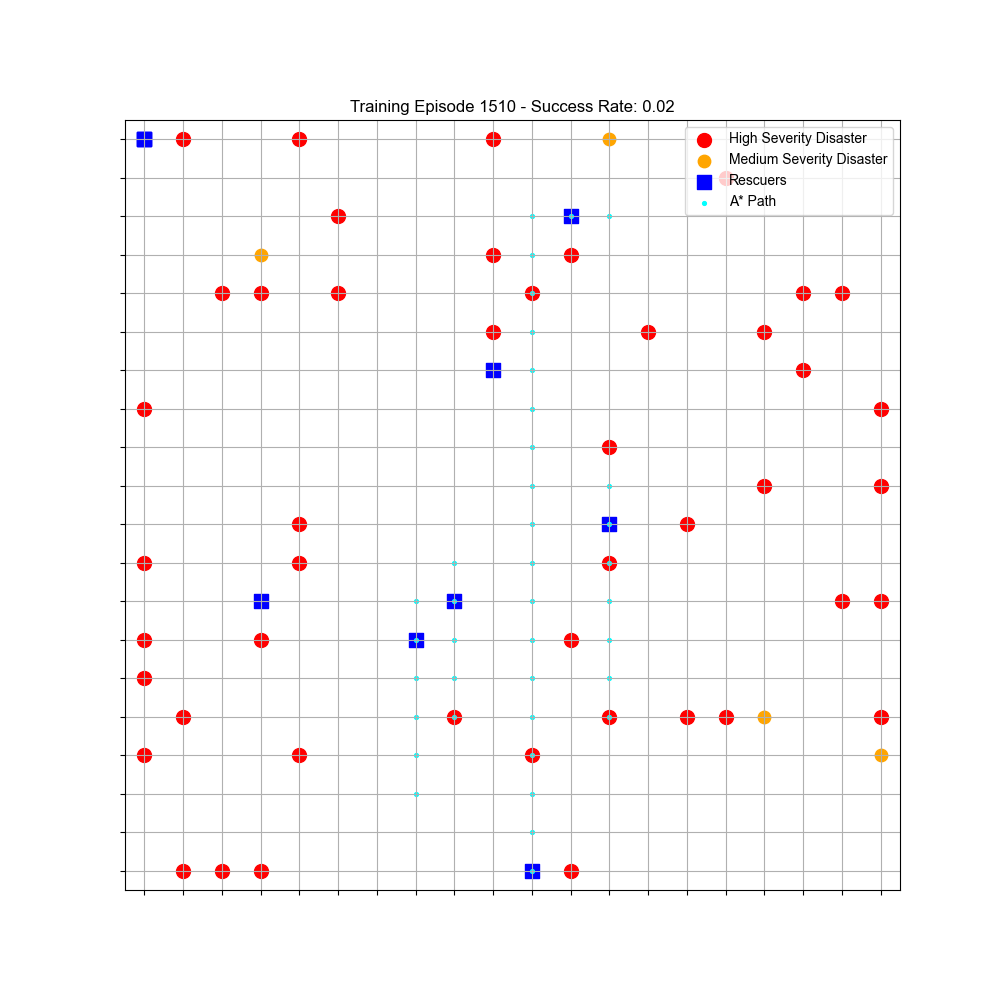 Training Episode 1510 - Success Rate: 0.02
High Severity Disaster
Medium Severity Disaster
Rescuers
A* Path